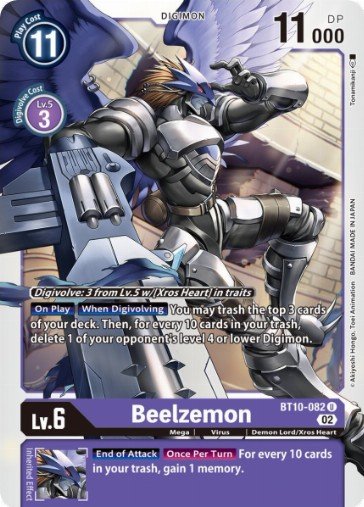 DIGIMON
Play Cost
11
11 000
DP
Digivolve Cost
Lv.5
3
Tonamikanji
Digivolve: 3 from Lv.5 w/[Xros Heart] in traits
On Play When Digivolving You may trash the top 3 cards
of your deck. Then, for every 10 cards in your trash,
delete 1 of your opponent's level 4 or lower Digimon.
©Akiyoshi Hongo, Toei Animation BANDAI MADE IN JAPAN
Lv.6
Beelzemon
BT10-082 U
02
Mega Virus Demon Lord/Xros Heart
Inherited Effect
End of Attack Once Per Turn For every 10 cards
in your trash, gain 1 memory.